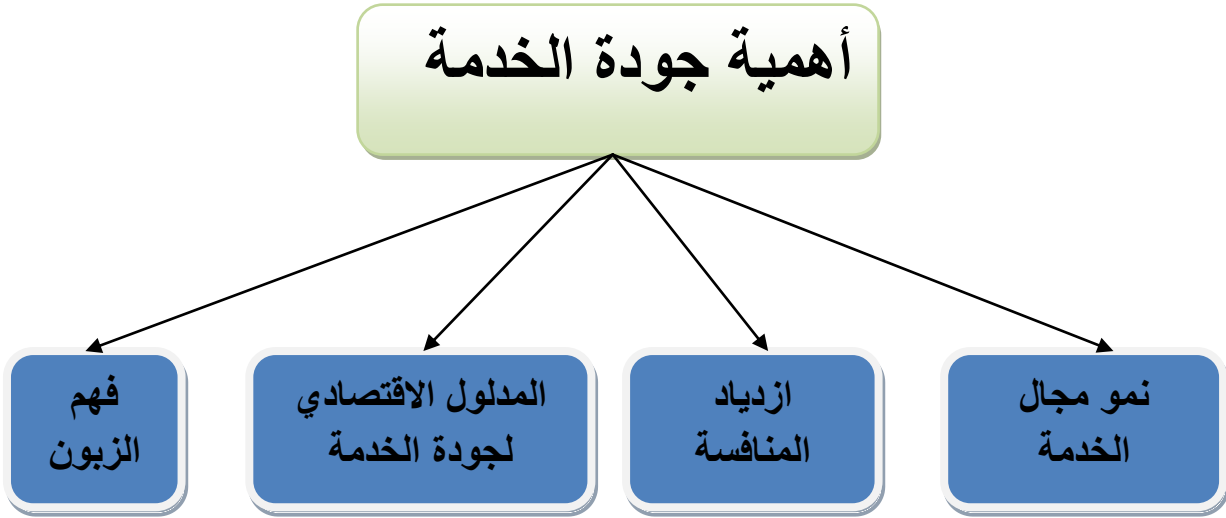 أهمية جودة الخدمة
نمو مجال
الخدمة
ازدياد
المنافسة
المدلول الاقتصادي
لجودة الخدمة
فهم
الزبون